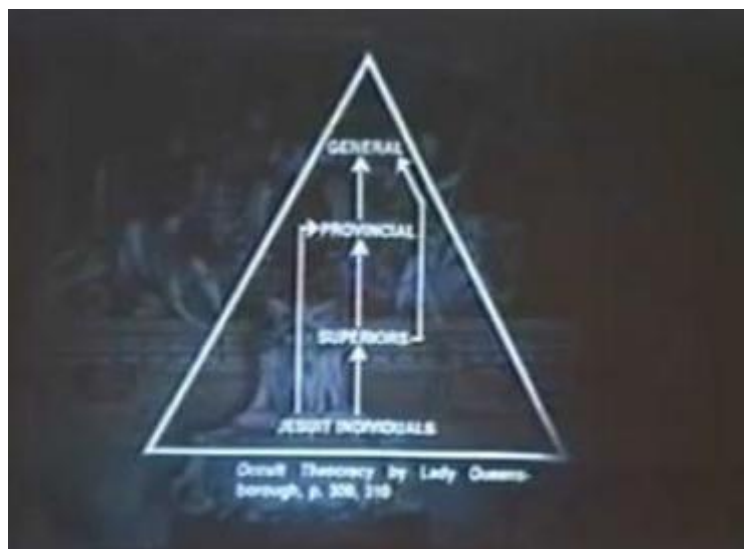 GENERAL
PROVINCIAL
SUPERIORS
JESUIT INDIVIDUALS
Occult Theocracy by Lady Queens-
borough, p. 309, 310